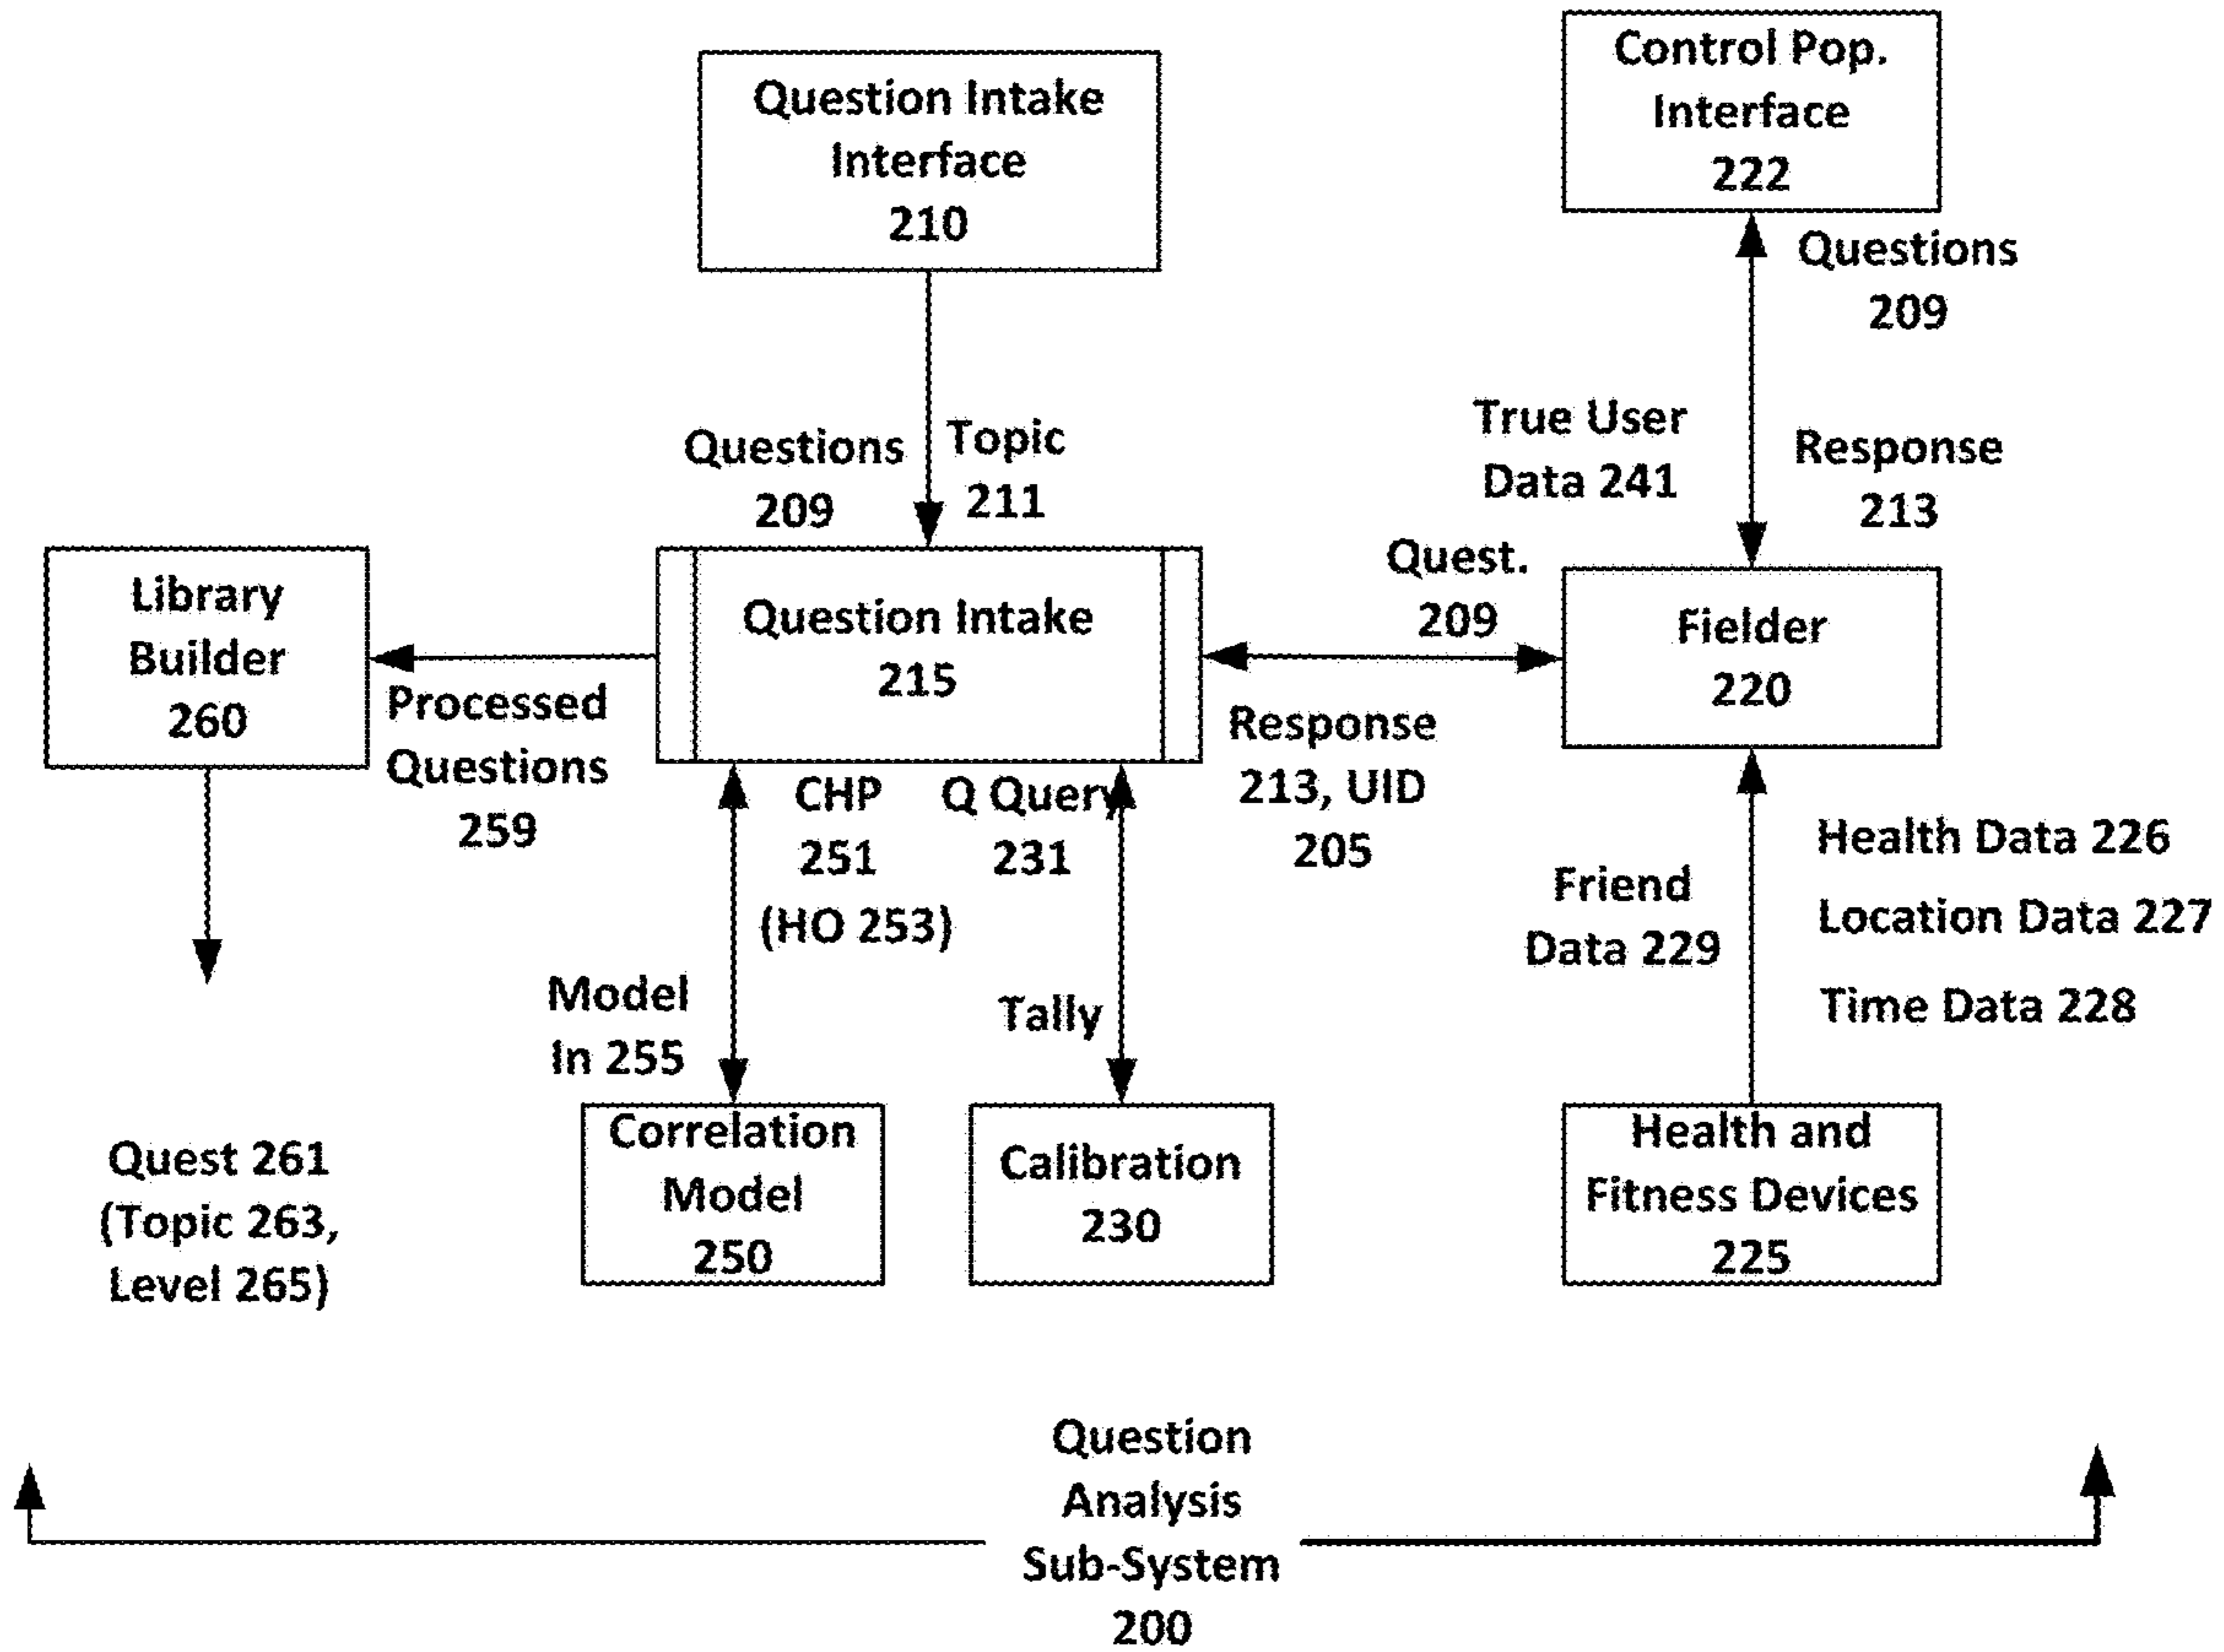 Question Intake
Interface
210
Control Pop.
Interface
222
Questions
209
Questions
209
Topic
211
True User
Data 241
Response
213
Library
Builder
260
Processed
Questions
259
Question Intake
215
Quest.
209
Response
213, UID
205
Fielder
220
CHP
251
(HO 253)
Q Query
231
Model
In 255
Tally
Friend
Data 229
Health Data 226
Location Data 227
Time Data 228
Quest 261
(Topic 263,
Level 265)
Correlation
Model
250
Calibration
230
Health and
Fitness Devices
225
Question
Analysis
Sub-System
200